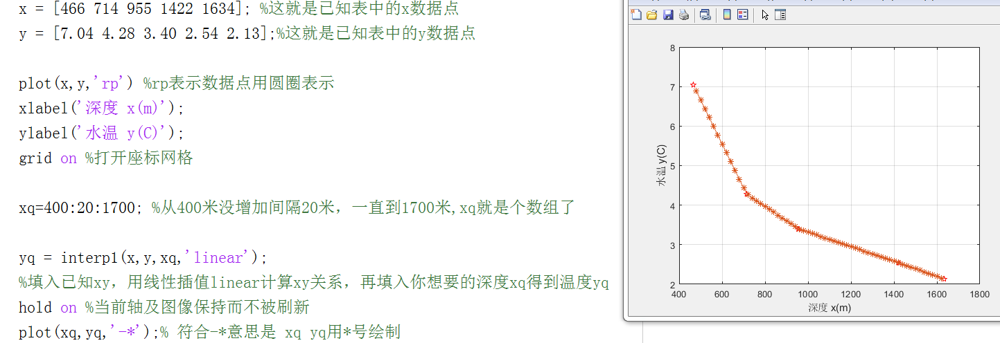 x = [466 714 955 1422 1634]; %这就是已知表中的x数据点
y = [7.04 4.28 3.40 2.54 2.13];%这就是已知表中的y数据点
plot(x,y,'rp') %rp表示数据点用圆圈表示
xlabel('深度 x(m)');
ylabel('水温 y(C)');
grid on %打开座标网格
xq=400:20:1700; %从400米没增加间隔20米，一直到1700米,xq就是个数组了
yq = interp1(x,y,xq,'linear');
%填入已知xy，用线性插值linear计算xy关系，再填入你想要的深度xq得到温度yq
hold on %当前轴及图像保持而不被刷新
plot(xq,yq,'-*');% 符合-*意思是 xq yq用*号绘制
8
7
6
5
4
3
2
水温 y(C)
400 600 800 1000 1200 1400 1600 1800
深度 x(m)